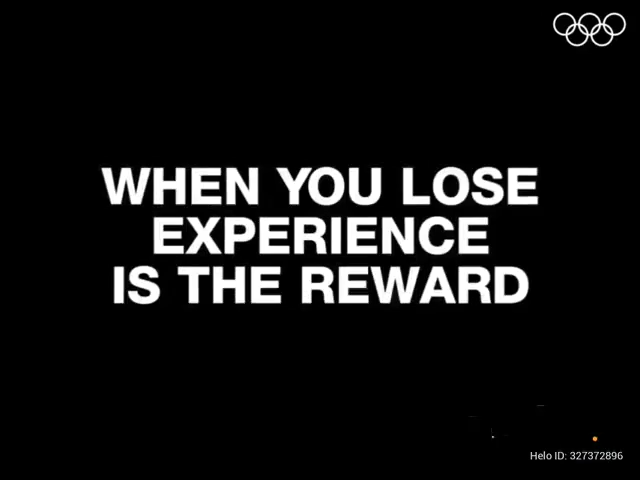 WHEN YOU LOSE
EXPERIENCE
IS THE REWARD
Helo ID: 327372896